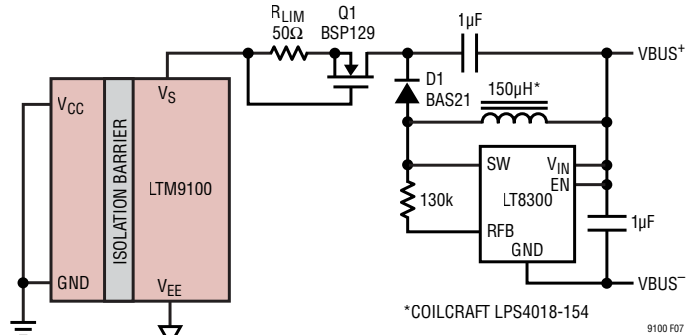 RLIM
50Ω
Q1
BSP129
1µF
VBUS+
D1
BAS21
150µH*
VCC
VS
ISOLATION BARRIER
LTM9100
SW
VIN
EN
LT8300
130k
RFB
GND
1µF
GND
VEE
VBUS–
*COILCRAFT LPS4018-154
9100 F07